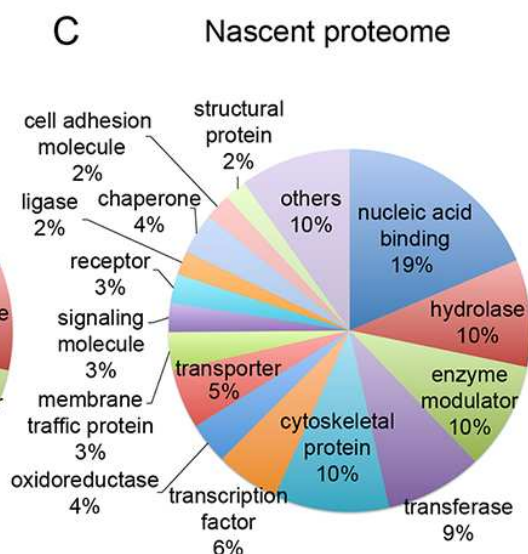 C
Nascent proteome
structural
protein
2%
cell adhesion
molecule
2%
ligase
2%
chaperone
4%
receptor
3%
signaling
molecule
3%
membrane
traffic protein
3%
oxidoreductase
4%
transcription
factor
6%
transporter
5%
cytoskeletal
protein
10%
transferase
9%
enzyme
modulator
10%
hydrolase
10%
nucleic acid
binding
19%
others
10%